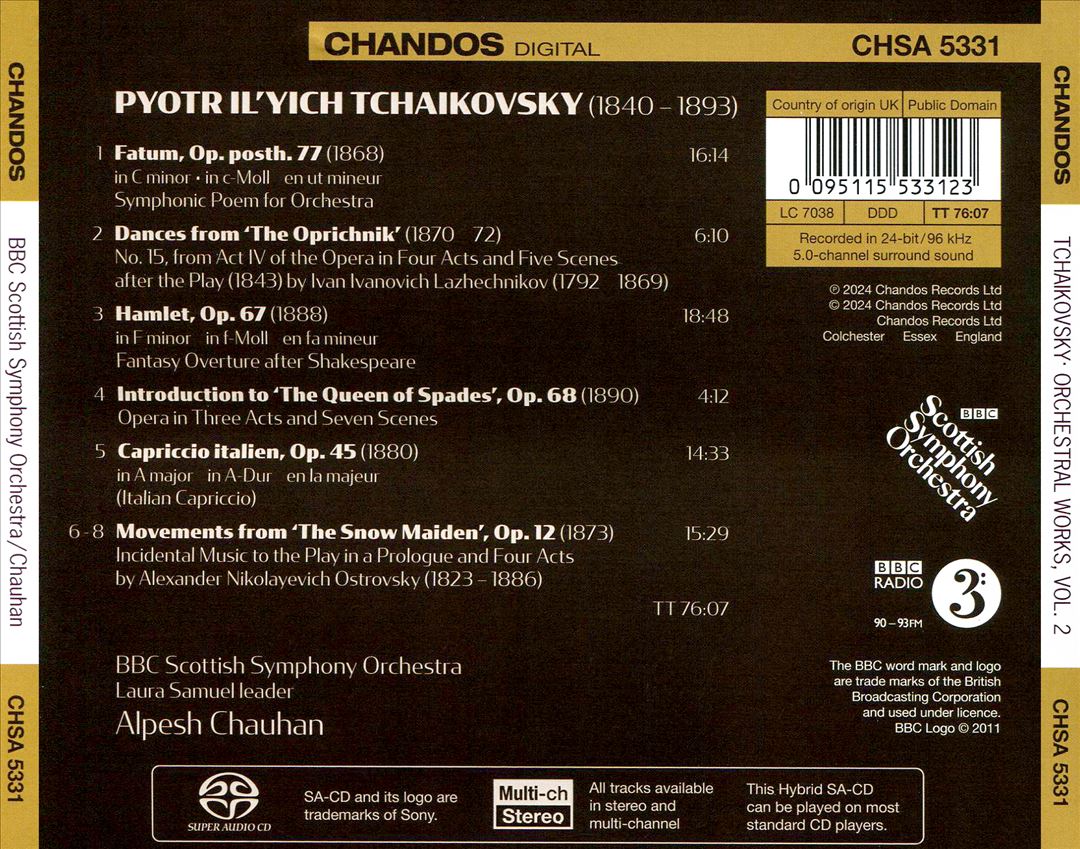 CHANDOS DIGITAL CHSA 5331
PYOTR IL’YICH TCHAIKOVSKY (1840 – 1893)
1 Fatum, Op. posth. 77 (1868) 16:14
in C minor • in c-Moll en ut mineur
Symphonic Poem for Orchestra
2 Dances from ‘The Oprichnik’ (1870 72) 6:10
No. 15, from Act IV of the Opera in Four Acts and Five Scenes
after the Play (1843) by Ivan Ivanovich Lazhechnikov (1792 1869)
3 Hamlet, Op. 67 (1888) 18:48
in F minor in f-Moll en fa mineur
Fantasy Overture after Shakespeare
4 Introduction to ‘The Queen of Spades’, Op. 68 (1890) 4:12
Opera in Three Acts and Seven Scenes
5 Capriccio italien, Op. 45 (1880) 14:33
in A major in A-Dur en la majeur
(Italian Capriccio)
6 - 8 Movements from ‘The Snow Maiden’, Op. 12 (1873) 15:29
Incidental Music to the Play in a Prologue and Four Acts
by Alexander Nikolayevich Ostrovsky (1823 – 1886)
TT 76:07
BBC Scottish Symphony Orchestra
Laura Samuel leader
Alpesh Chauhan
Country of origin UK Public Domain
0 095115 533123
LC 7038 DDD TT 76:07
Recorded in 24-bit/96 kHz
5.0-channel surround sound
℗ 2024 Chandos Records Ltd
© 2024 Chandos Records Ltd
Chandos Records Ltd
Colchester Essex England
BBC
Scottish
Symphony
Orchestra
BBC
RADIO
3
90 – 93FM
The BBC word mark and logo
are trade marks of the British
Broadcasting Corporation
and used under licence.
BBC Logo © 2011
SUPER AUDIO CD
SA-CD and its logo are
trademarks of Sony.
Multi-ch
Stereo
All tracks available
in stereo and
multi-channel
This Hybrid SA-CD
can be played on most
standard CD players.
CHANDOS
BBC Scottish Symphony Orchestra/Chauhan
CHSA 5331
CHANDOS
TCHAIKOVSKY: ORCHESTRAL WORKS, VOL. 2
CHSA 5331